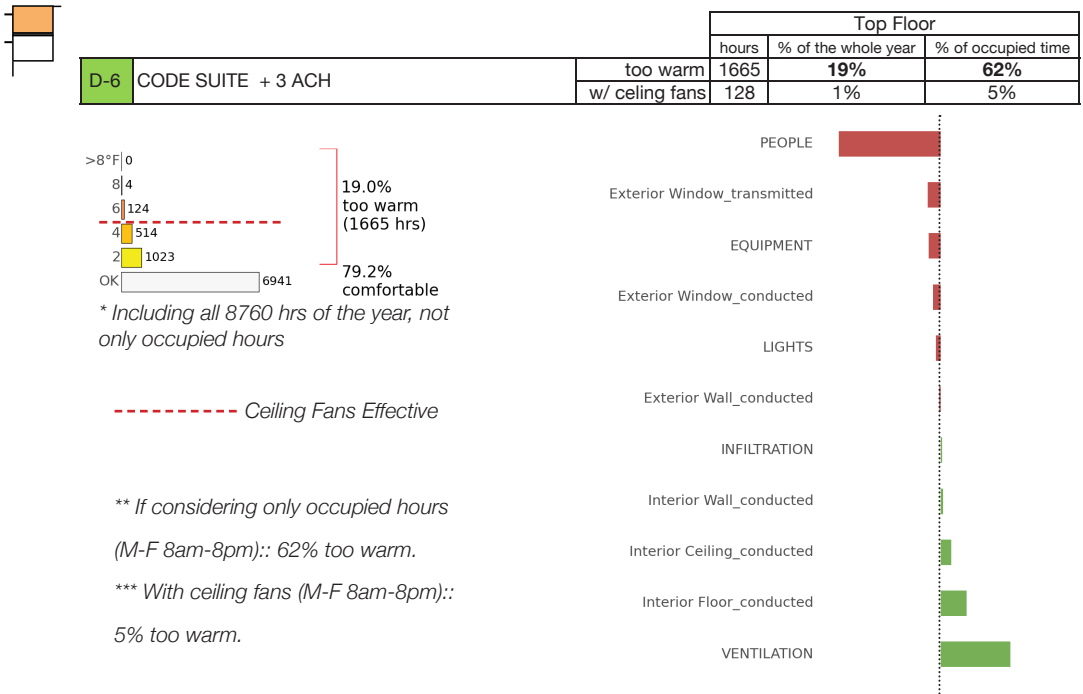 Top Floor
hours % of the whole year % of occupied time
D-6 CODE SUITE + 3 ACH too warm 1665 19% 62%
w/ celing fans 128 1% 5%
>8°F 0
8 4
6 124
4 514
2 1023
OK 6941
19.0%
too warm
(1665 hrs)
79.2%
comfortable
* Including all 8760 hrs of the year, not
only occupied hours
Ceiling Fans Effective
** If considering only occupied hours
(M-F 8am-8pm):: 62% too warm.
*** With ceiling fans (M-F 8am-8pm)::
5% too warm.
PEOPLE
Exterior Window_transmitted
EQUIPMENT
Exterior Window_conducted
LIGHTS
Exterior Wall_conducted
INFILTRATION
Interior Wall_conducted
Interior Ceiling_conducted
Interior Floor_conducted
VENTILATION